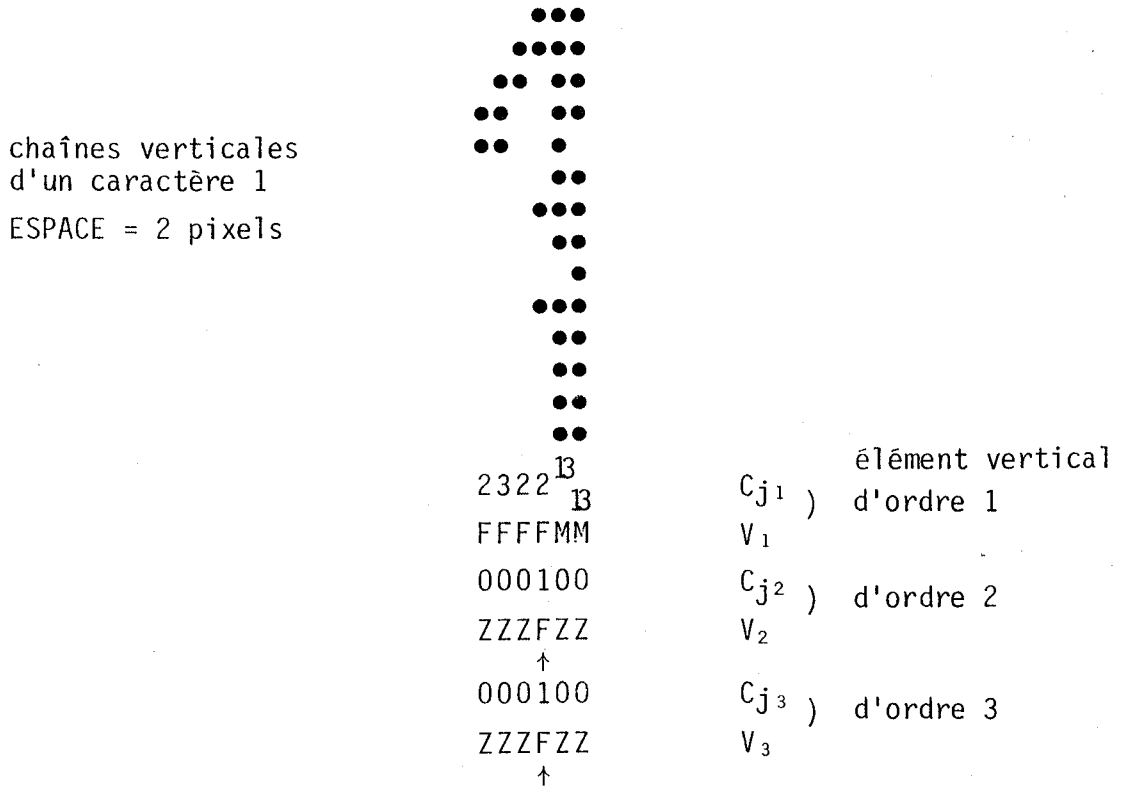 chaînes verticales
d'un caractère 1
ESPACE = 2 pixels
élément vertical
2322 13 13 Cj1 ) d'ordre 1
FFFFMM V1
000100 Cj2 ) d'ordre 2
ZZZFZZ V2
↑
000100 Cj3 ) d'ordre 3
ZZZFZZ V3
↑